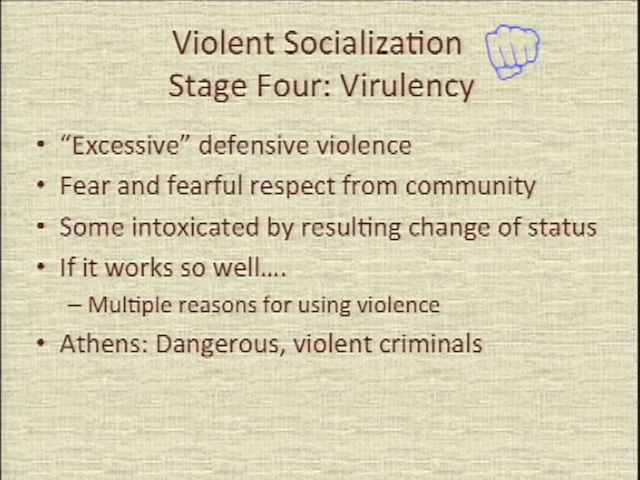 Violent Socialization
Stage Four: Virulency
• “Excessive” defensive violence
• Fear and fearful respect from community
• Some intoxicated by resulting change of status
• If it works so well….
– Multiple reasons for using violence
• Athens: Dangerous, violent criminals